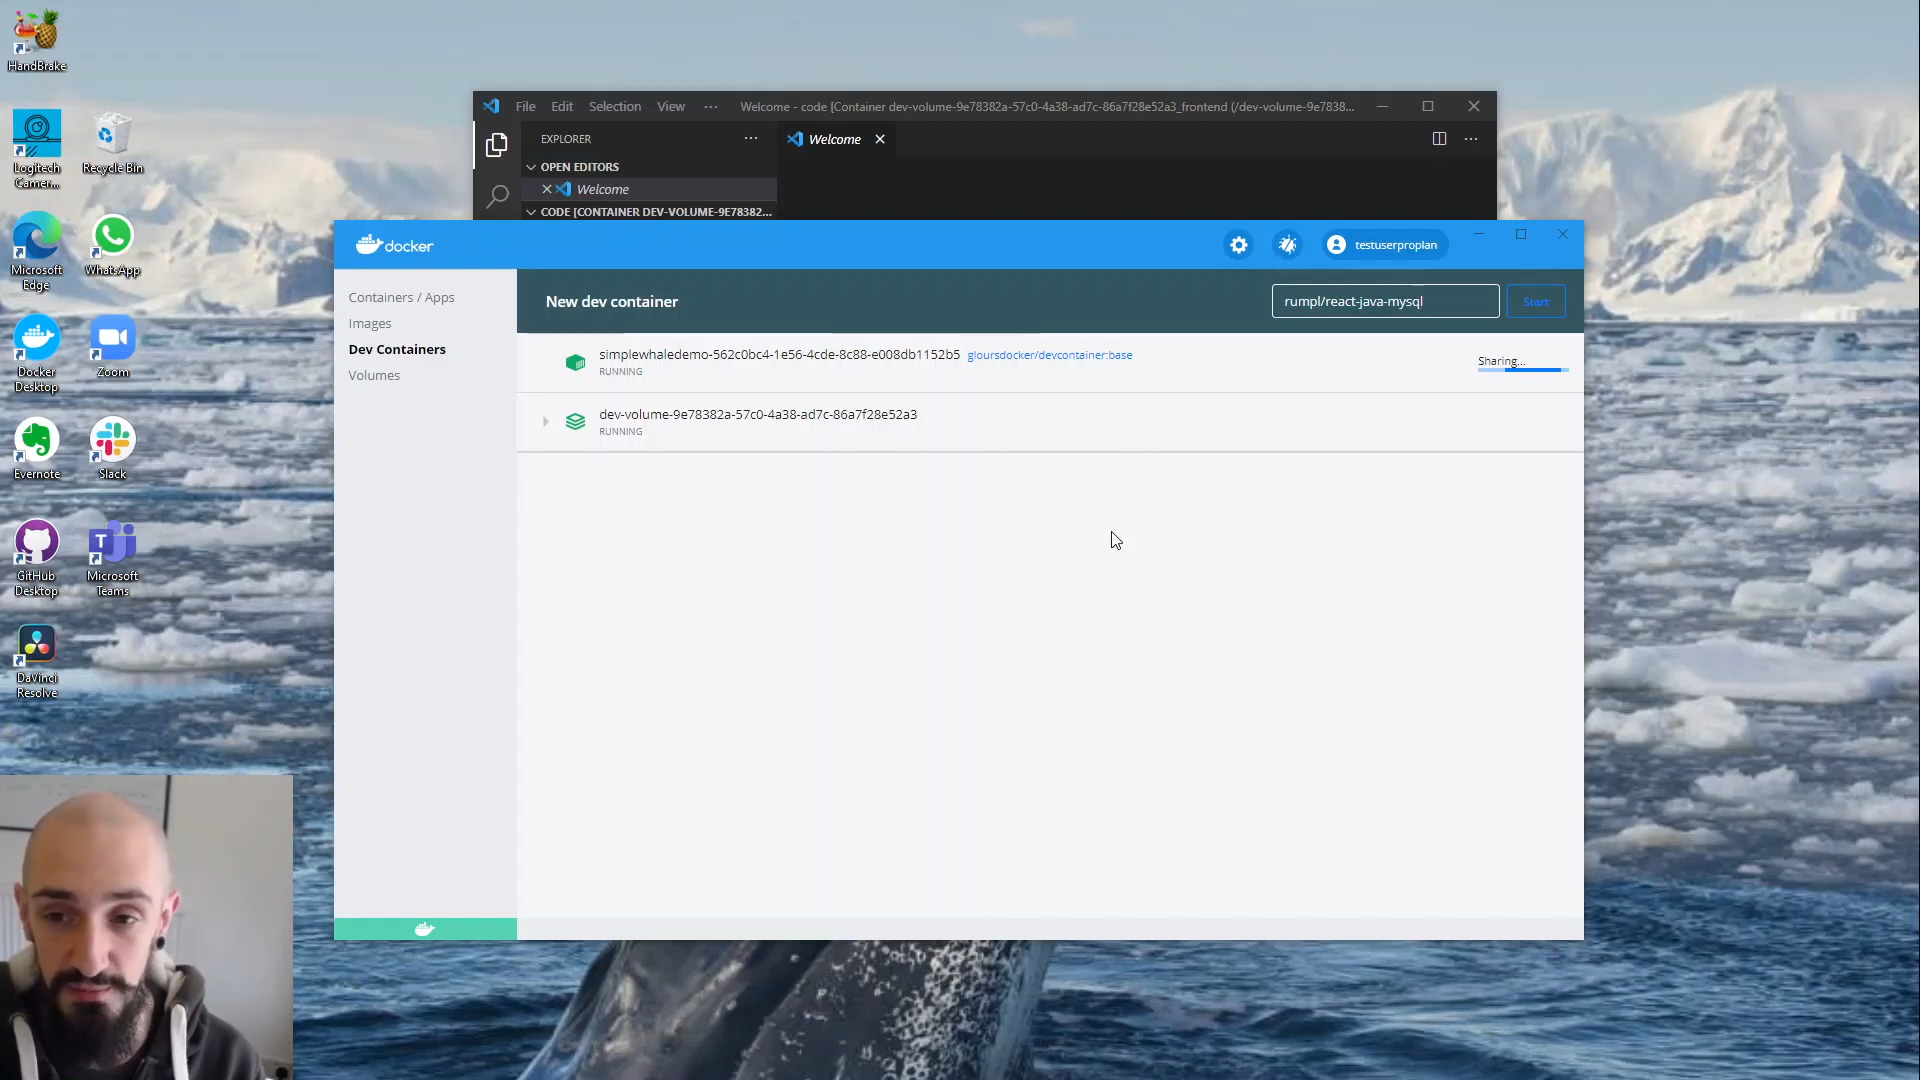 HandBrake
Logitech
Camer...
Recycle Bin
Microsoft
Edge
WhatsApp
Docker
Desktop
Zoom
Evernote
Slack
GitHub
Desktop
Microsoft
Teams
DaVinci
Resolve
File Edit Selection View ··· Welcome - code [Container dev-volume-9e78382a-57c0-4a38-ad7c-86a7f28e52a3_frontend (/dev-volume-9e7838...
EXPLORER ···
Welcome
OPEN EDITORS
Welcome
CODE [CONTAINER DEV-VOLUME-9E78382...
docker
testuserproplan
Containers / Apps
Images
Dev Containers
Volumes
New dev container
rumpl/react-java-mysql
Start
simplewhaledemo-562c0bc4-1e56-4cde-8c88-e008db1152b5 gloursdocker/devcontainer:base
RUNNING
Sharing...
dev-volume-9e78382a-57c0-4a38-ad7c-86a7f28e52a3
RUNNING